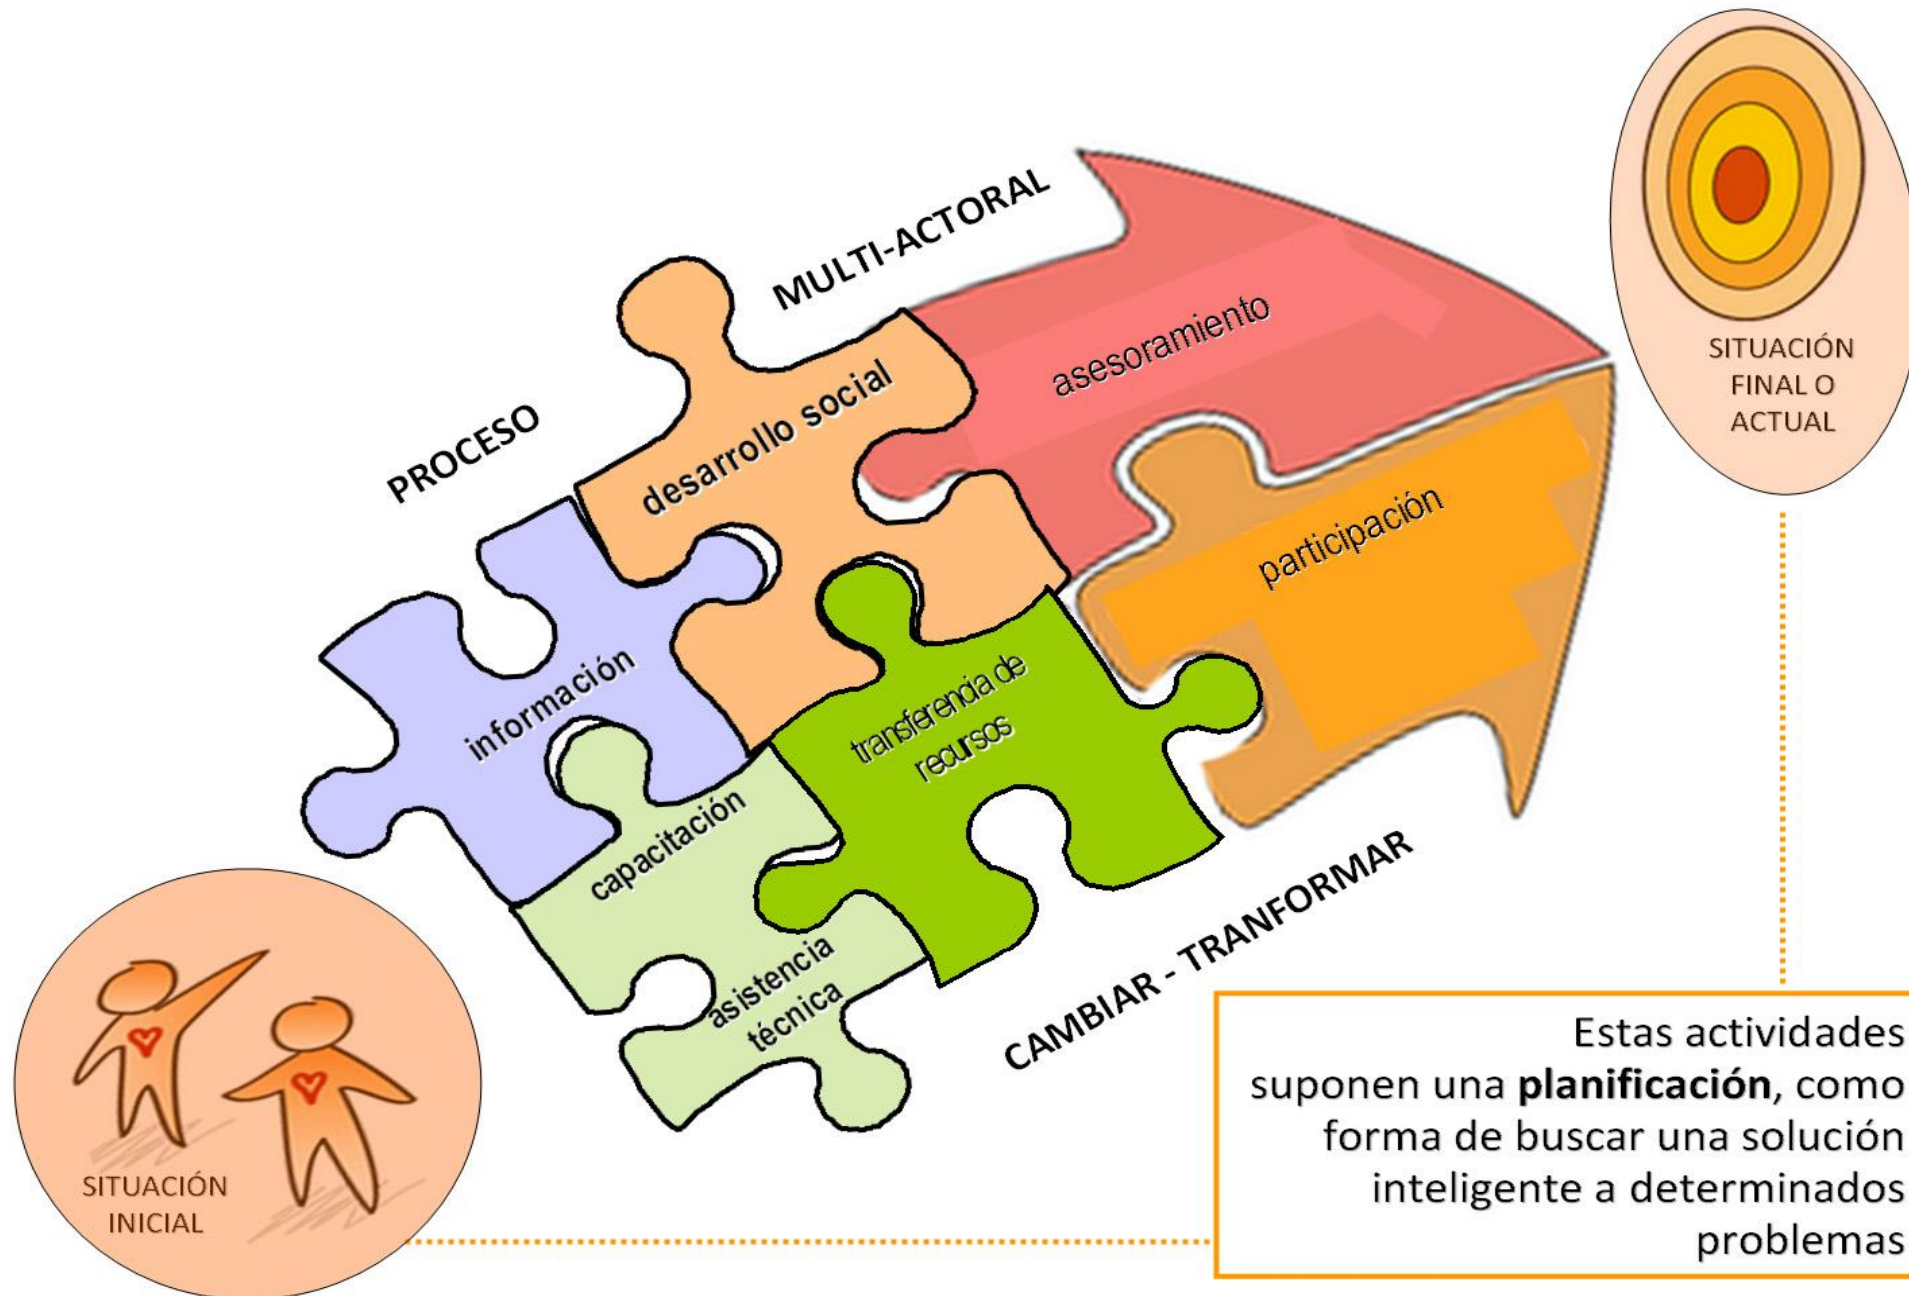 MULTI-ACTORAL
PROCESO
asesoramiento
desarrollo social
participación
información
transferencia de
recursos
capacitación
asistencia
técnica
CAMBIAR - TRANFORMAR
SITUACIÓN
FINAL O
ACTUAL
SITUACIÓN
INICIAL
Estas actividades
suponen una planificación, como
forma de buscar una solución
inteligente a determinados
problemas